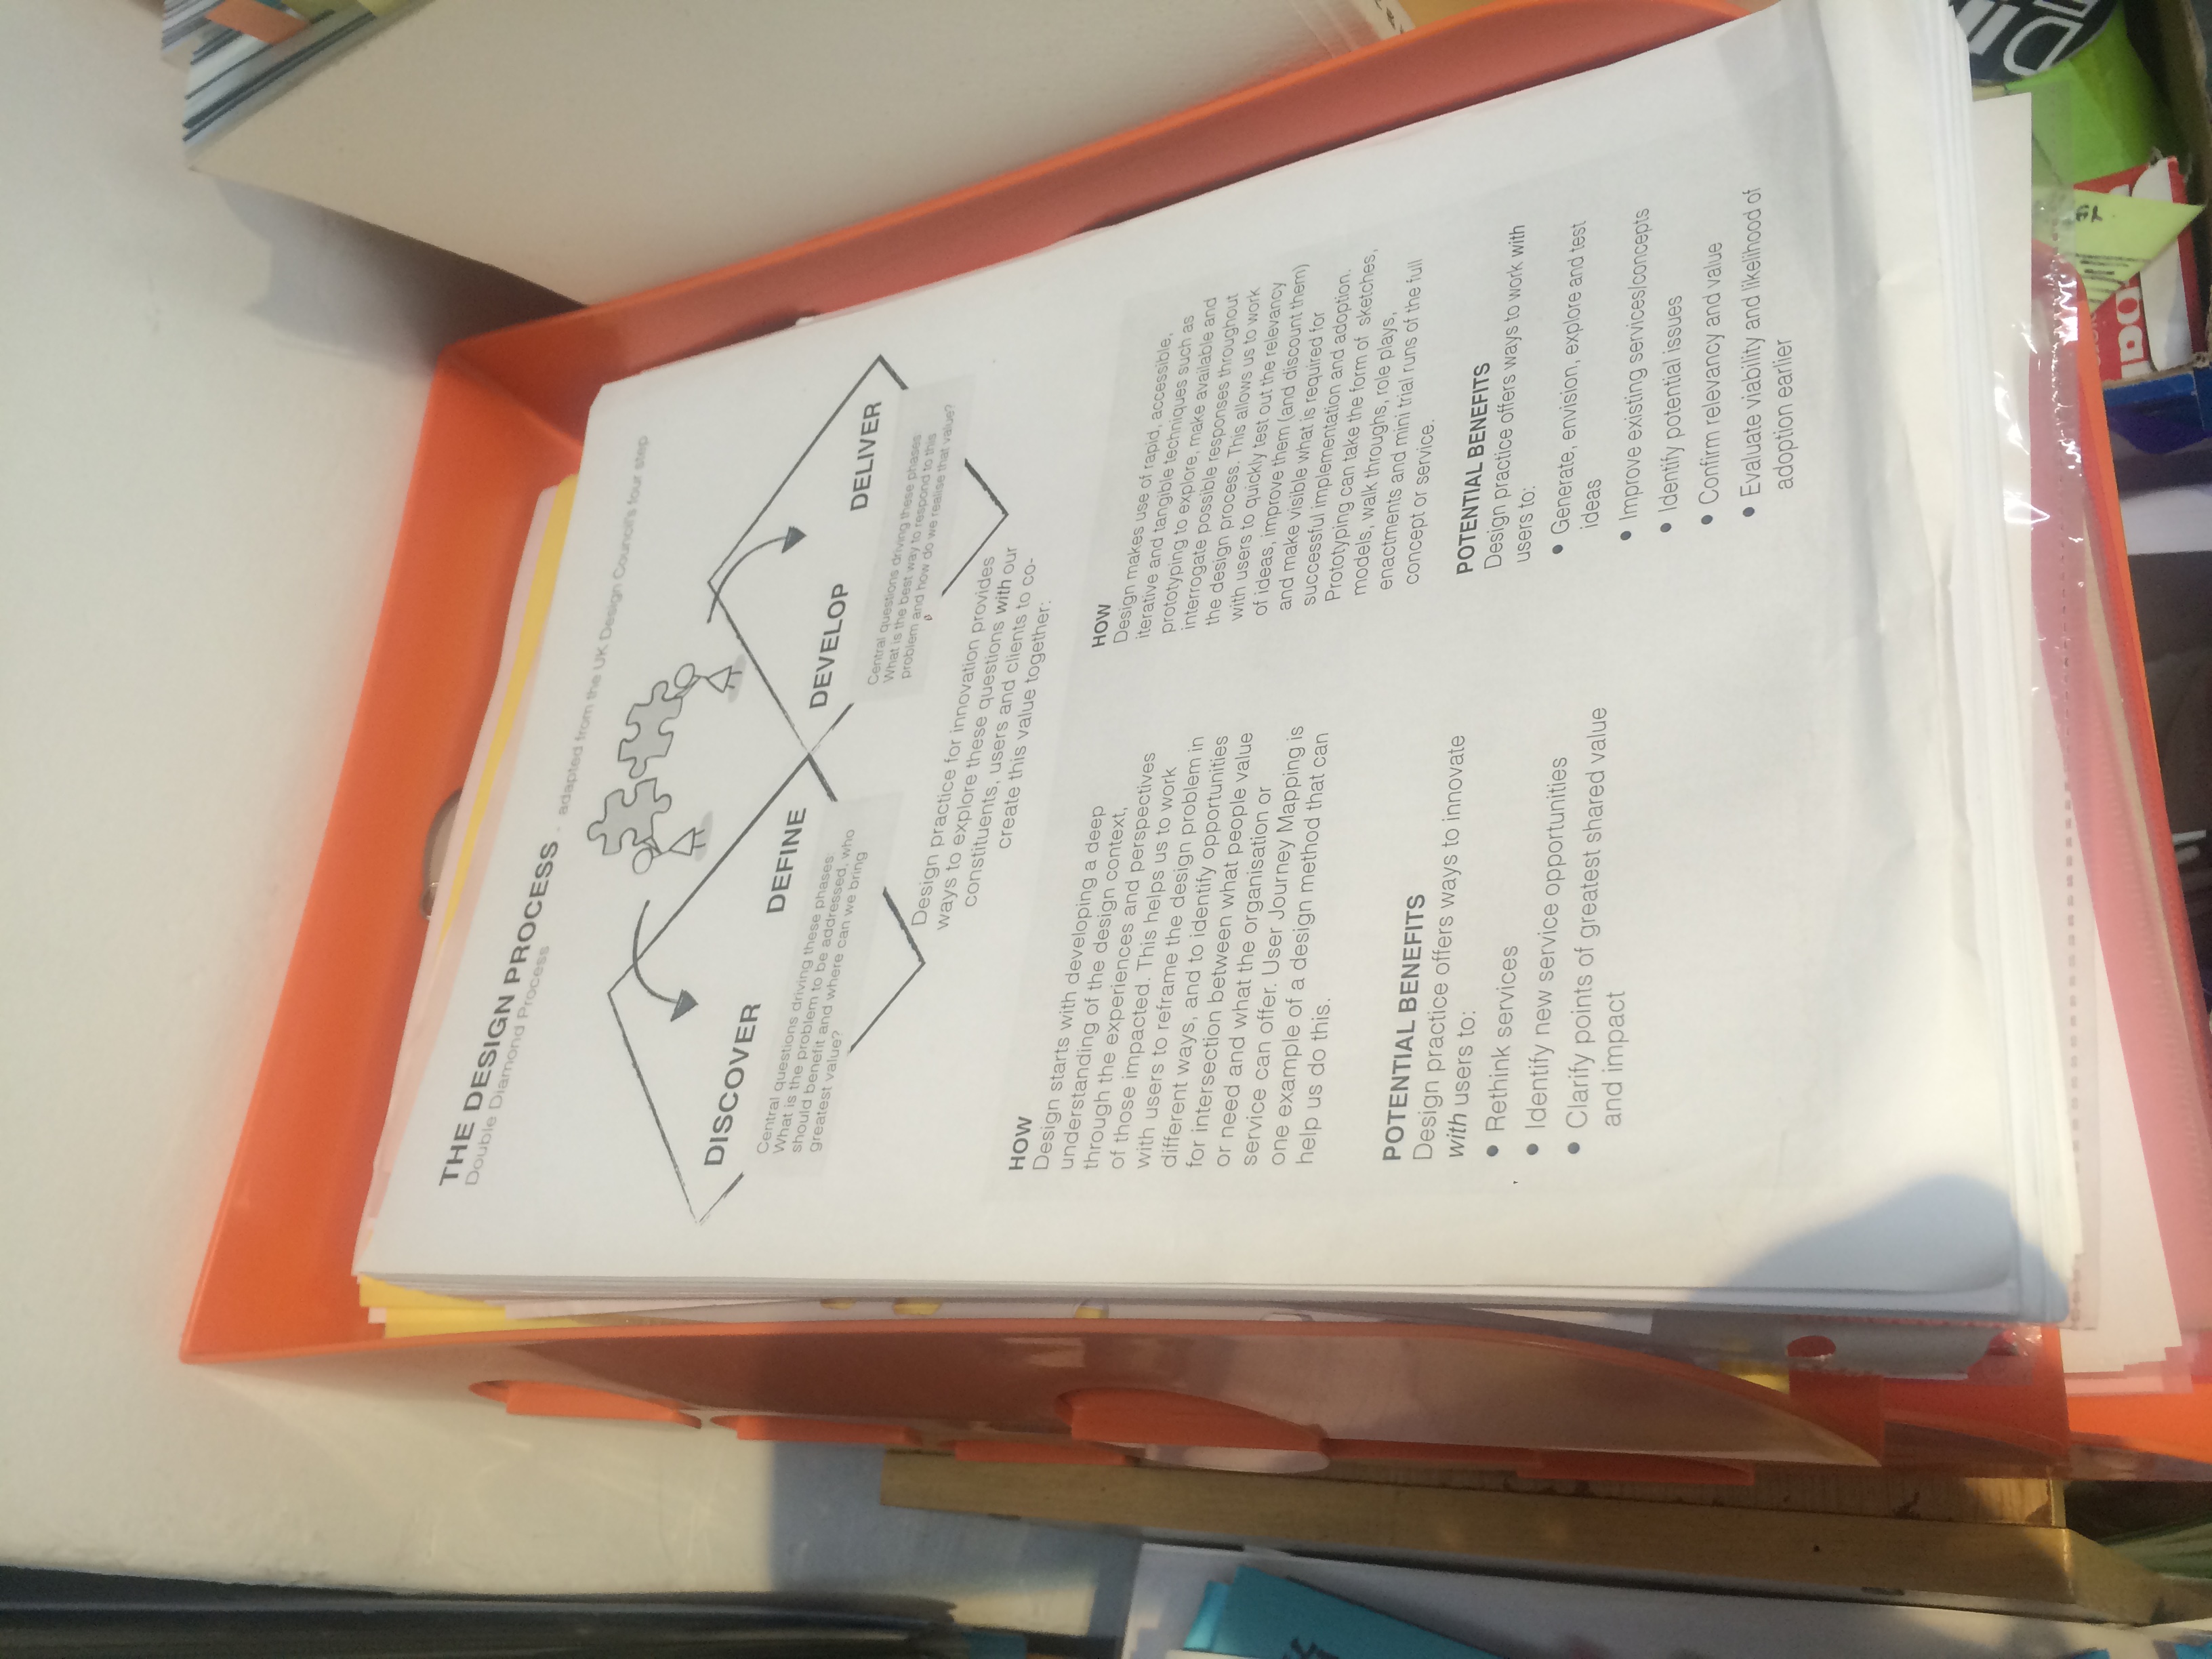 THE DESIGN PROCESS - adapted from the UK Design Council's four step
Double Diamond Process
DISCOVER
DEFINE
Central questions driving these phases:
What is the problem to be addressed, who
should benefit and where can we bring
greatest value?
DEVELOP
DELIVER
Central questions driving these phases:
What is the best way to respond to this
problem and how do we realise that value?
Design practice for innovation provides
ways to explore these questions with our
constituents, users and clients to co-
create this value together:
HOW
Design starts with developing a deep
understanding of the design context,
through the experiences and perspectives
of those impacted. This helps us to work
with users to reframe the design problem in
different ways, and to identify opportunities
for intersection between what people value
or need and what the organisation or
service can offer. User Journey Mapping is
one example of a design method that can
help us do this.
POTENTIAL BENEFITS
Design practice offers ways to innovate
with users to:
• Rethink services
• Identify new service opportunities
• Clarify points of greatest shared value
and impact
HOW
Design makes use of rapid, accessible,
iterative and tangible techniques such as
prototyping to explore, make available and
interrogate possible responses throughout
the design process. This allows us to work
with users to quickly test out the relevancy
of ideas, improve them (and discount them)
and make visible what is required for
successful implementation and adoption.
Prototyping can take the form of sketches,
models, walk throughs, role plays,
enactments and mini trial runs of the full
concept or service.
POTENTIAL BENEFITS
Design practice offers ways to work with
users to:
• Generate, envision, explore and test
ideas
• Improve existing services/concepts
• Identify potential issues
• Confirm relevancy and value
• Evaluate viability and likelihood of
adoption earlier